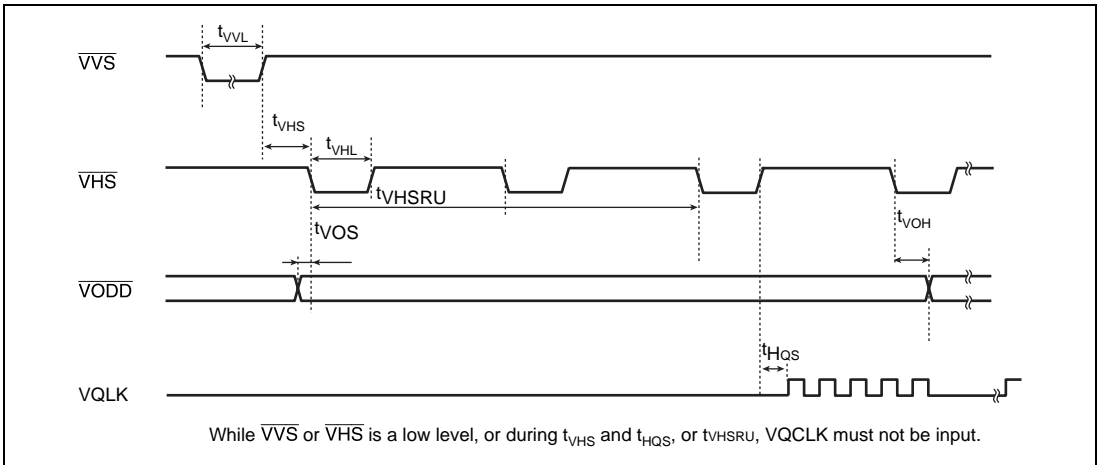 tVVL
VVS
tVHS
tVHL
VHS
tVHSRU
tVOS
tVOH
VODD
tHQS
VQLK
While VVS or VHS is a low level, or during tVHS and tHQS, or tVHSRU, VQCLK must not be input.